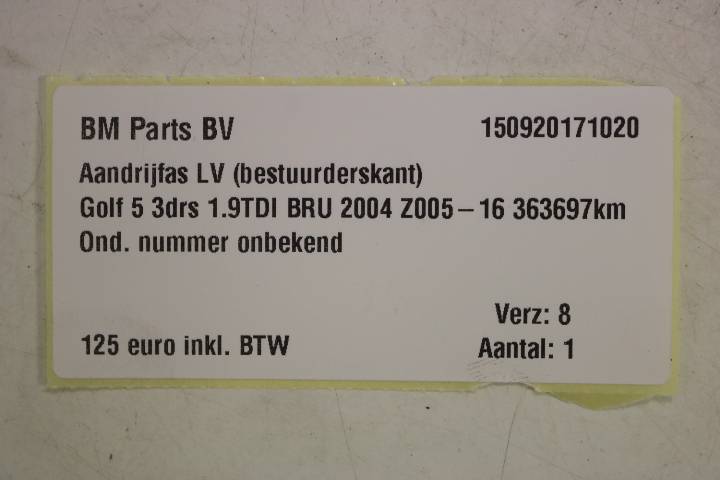 BM Parts BV 150920171020
Aandrijfas LV (bestuurderskant)
Golf 5 3drs 1.9TDI BRU 2004 Z005-16 363697km
Ond. nummer onbekend
Verz: 8
125 euro inkl. BTW Aantal: 1